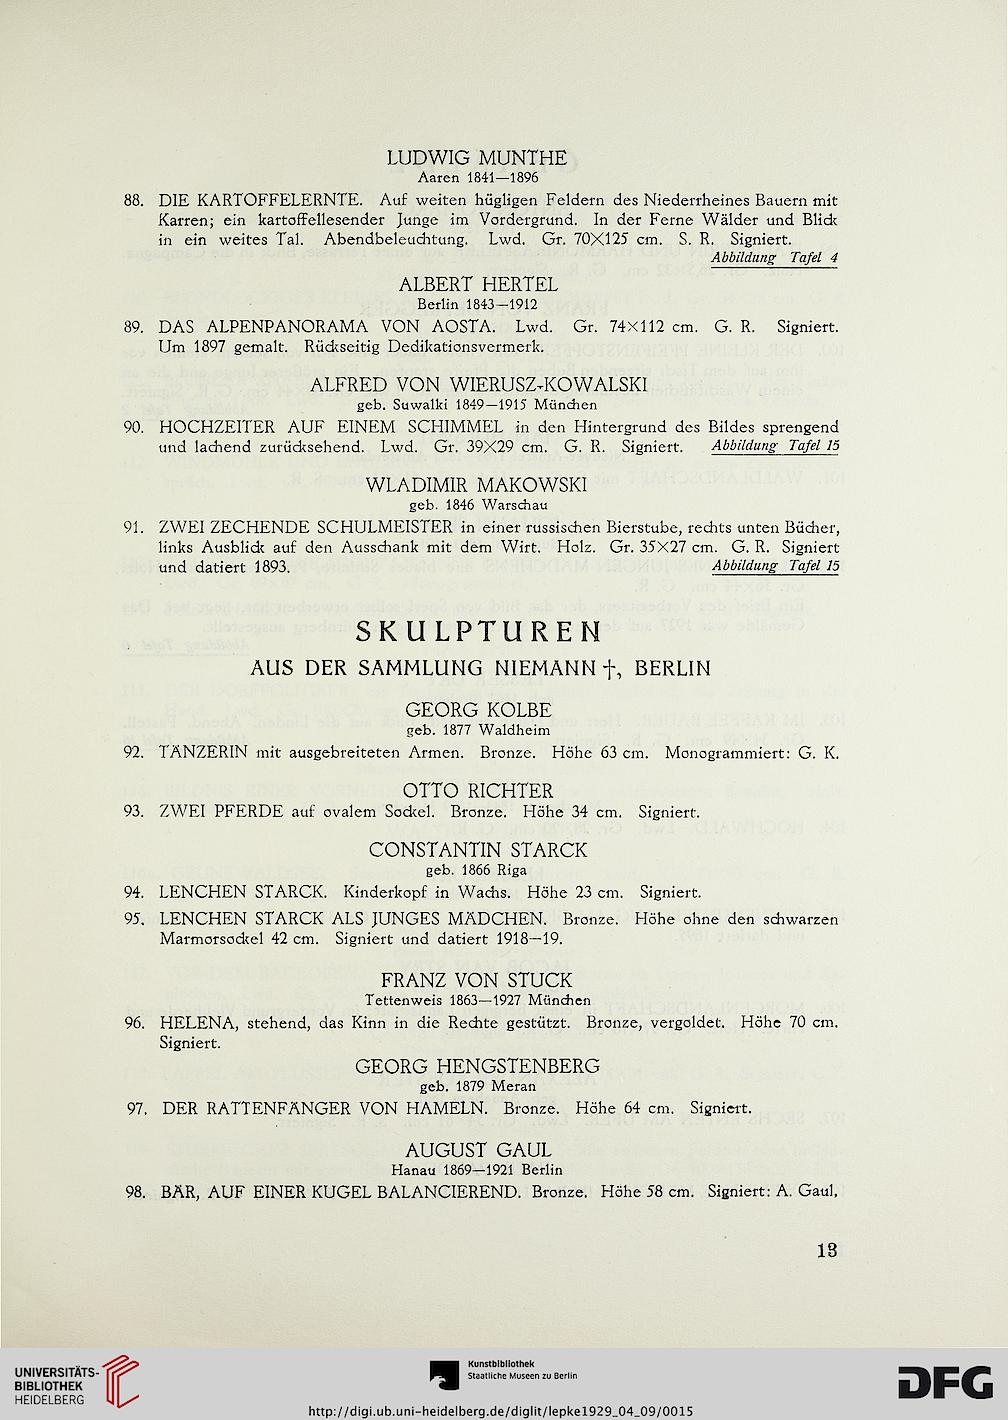 LUDWIG MUNTHE
Aaren 1841—1896
88. DIE KARTOFFELERNTE. Auf weiten hügligen Feldern des Niederrheines Bauern mit
Karren; ein kartoffellesender Junge im Vordergrund. In der Ferne Wälder und Blick
in ein weites Tal. Abendbeleuchtung. Lwd. Gr. 70X125 cm. S. R. Signiert.
Abbildung Tafel 4
ALBERT HERTEL
Berlin 1843—1912
89. DAS ALPENPANORAMA VON AOSTA. Lwd. Gr. 74×112 cm. G. R. Signiert.
Um 1897 gemalt. Rückseitig Dedikationsvermerk.
ALFRED VON WIERUSZ-KOWALSKI
geb. Suwalki 1849—1915 München
90. HOCHZEITER AUF EINEM SCHIMMEL in den Hintergrund des Bildes sprengend
und lachend zurücksehend. Lwd. Gr. 39X29 cm. G. R. Signiert. Abbildung Tafel 15
WLADIMIR MAKOWSKI
geb. 1846 Warschau
91. ZWEI ZECHENDE SCHULMEISTER in einer russischen Bierstube, rechts unten Bücher,
links Ausblick auf den Ausschank mit dem Wirt. Holz. Gr. 35X27 cm. G. R. Signiert
und datiert 1893. Abbildung Tafel 15
SKULPTUREN
AUS DER SAMMLUNG NIEMANN †, BERLIN
GEORG KOLBE
geb. 1877 Waldheim
92. TÄNZERIN mit ausgebreiteten Armen. Bronze. Höhe 63 cm. Monogrammiert: G. K.
OTTO RICHTER
93. ZWEI PFERDE auf ovalem Sockel. Bronze. Höhe 34 cm. Signiert.
CONSTANTIN STARCK
geb. 1866 Riga
94. LENCHEN STARCK. Kinderkopf in Wachs. Höhe 23 cm. Signiert.
95. LENCHEN STARCK ALS JUNGES MÄDCHEN. Bronze. Höhe ohne den schwarzen
Marmorsockel 42 cm. Signiert und datiert 1918—19.
FRANZ VON STUCK
Tettenweis 1863—1927 München
96. HELENA, stehend, das Kinn in die Rechte gestützt. Bronze, vergoldet. Höhe 70 cm.
Signiert.
GEORG HENGSTENBERG
geb. 1879 Meran
97. DER RATTENFÄNGER VON HAMELN. Bronze. Höhe 64 cm. Signiert.
AUGUST GAUL
Hanau 1869—1921 Berlin
98. BÄR, AUF EINER KUGEL BALANCIEREND. Bronze. Höhe 58 cm. Signiert: A. Gaul.
13
UNIVERSITÄTS-
BIBLIOTHEK
HEIDELBERG
Kunstbibliothek
Staatliche Museen zu Berlin
DFG
http://digi.ub.uni-heidelberg.de/diglit/lepke1929_04_09/0015